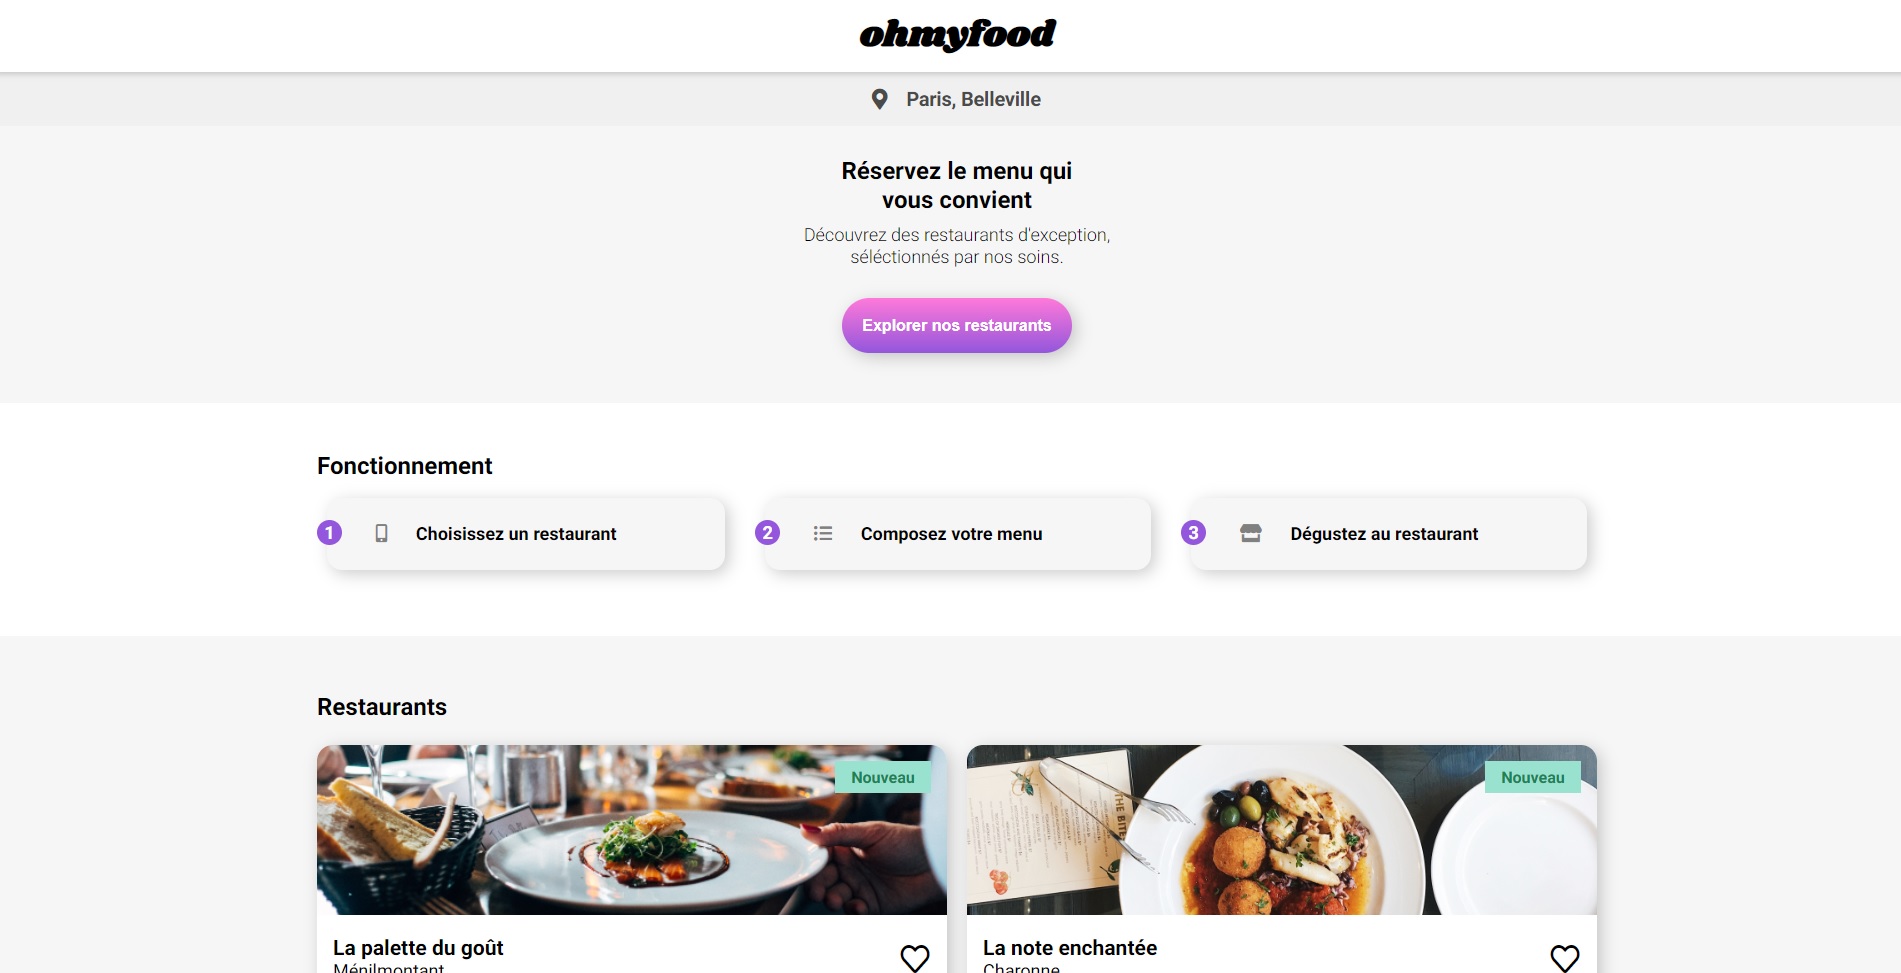 ohmyfood
Paris, Belleville
Réservez le menu qui
vous convient
Découvrez des restaurants d'exception,
séléctionnés par nos soins.
Explorer nos restaurants
Fonctionnement
1 Choisissez un restaurant
2 Composez votre menu
3 Dégustez au restaurant
Restaurants
Nouveau
Nouveau
THE BITE
La palette du goût
Ménilmontant
La note enchantée
Charonne